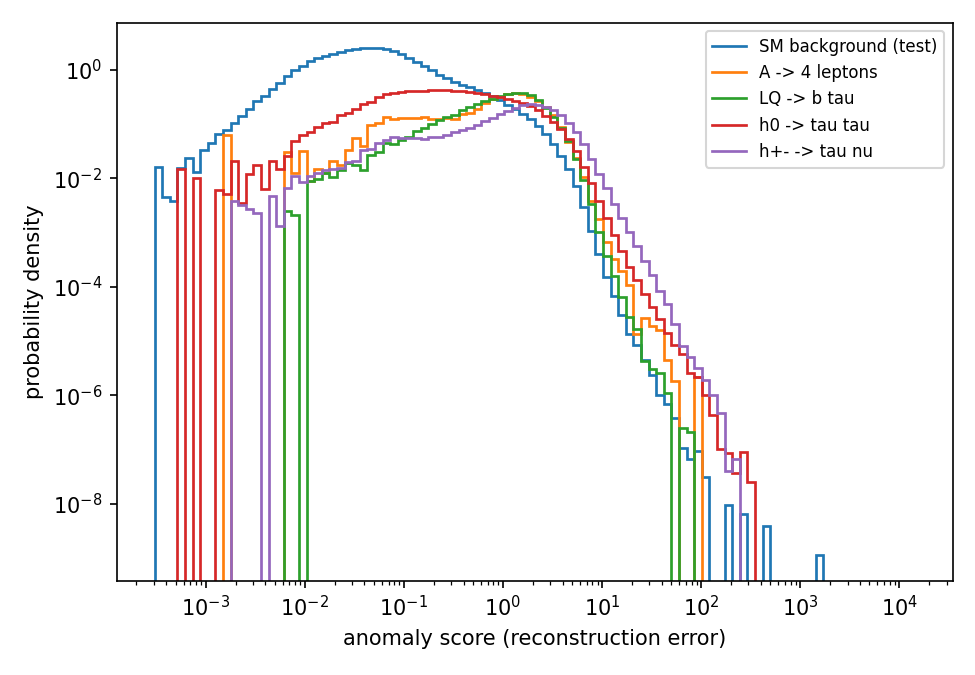 SM background (test)
A -> 4 leptons
LQ -> b tau
h0 -> tau tau
h+- -> tau nu
probability density
10^0
10^-2
10^-4
10^-6
10^-8
10^-3
10^-2
10^-1
10^0
10^1
10^2
10^3
10^4
anomaly score (reconstruction error)